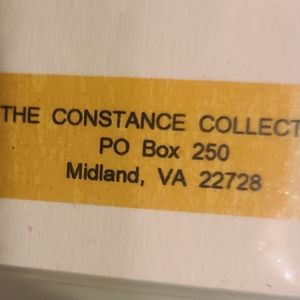 THE CONSTANCE COLLECT
PO Box 250
Midland, VA 22728